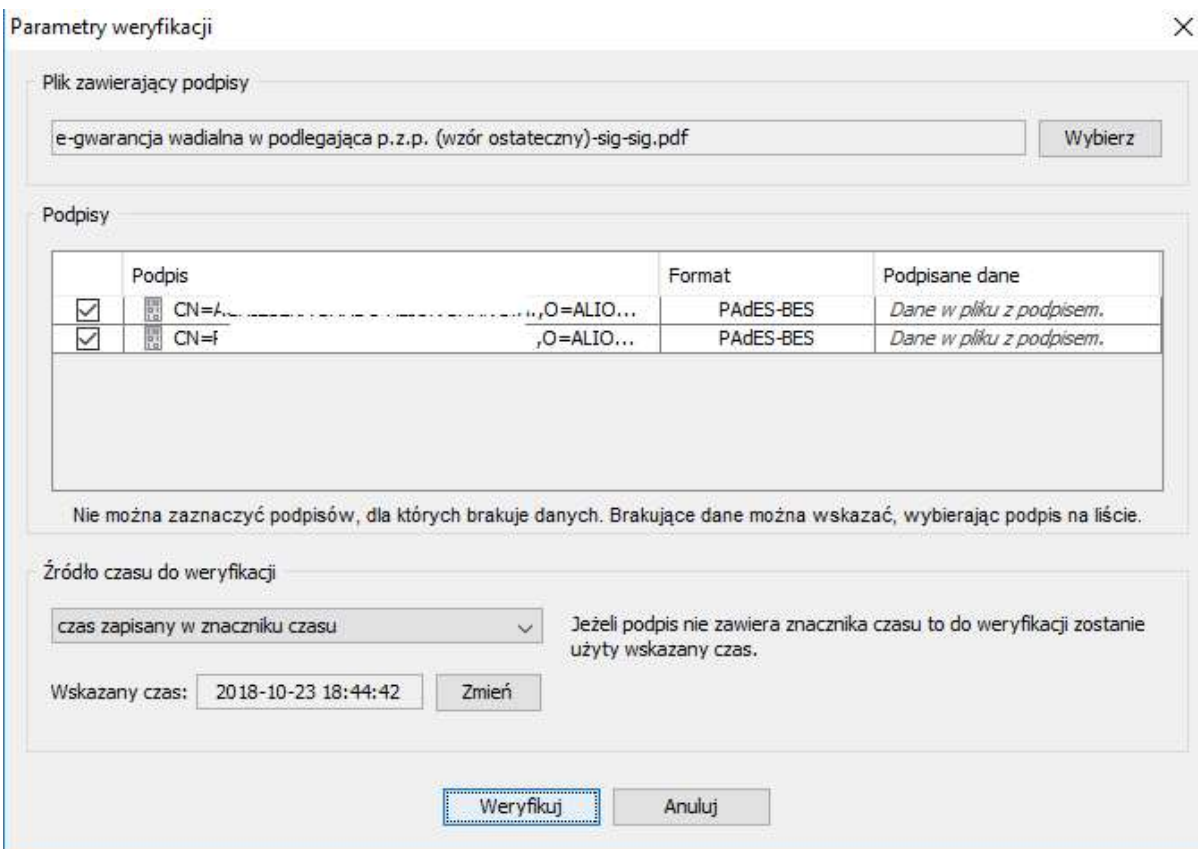 Parametry weryfikacji
Plik zawierający podpisy
e-gwarancja wadialna w podlegająca p.z.p. (wzór ostateczny)-sig-sig.pdf Wybierz
Podpisy
Podpis Format Podpisane dane
,O=ALIO... PAdES-BES Dane w pliku z podpisem.
,O=ALIO... PAdES-BES Dane w pliku z podpisem.
Nie można zaznaczyć podpisów, dla których brakuje danych. Brakujące dane można wskazać, wybierając podpis na liście.
Źródło czasu do weryfikacji
czas zapisany w znaczniku czasu
Jeżeli podpis nie zawiera znacznika czasu to do weryfikacji zostanie
użyty wskazany czas.
Wskazany czas: 2018-10-23 18:44:42 Zmień
Weryfikuj Anuluj